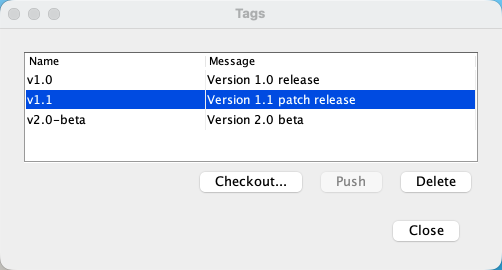 Tags
Name Message
v1.0 Version 1.0 release
v1.1 Version 1.1 patch release
v2.0-beta Version 2.0 beta
Checkout... Push Delete
Close